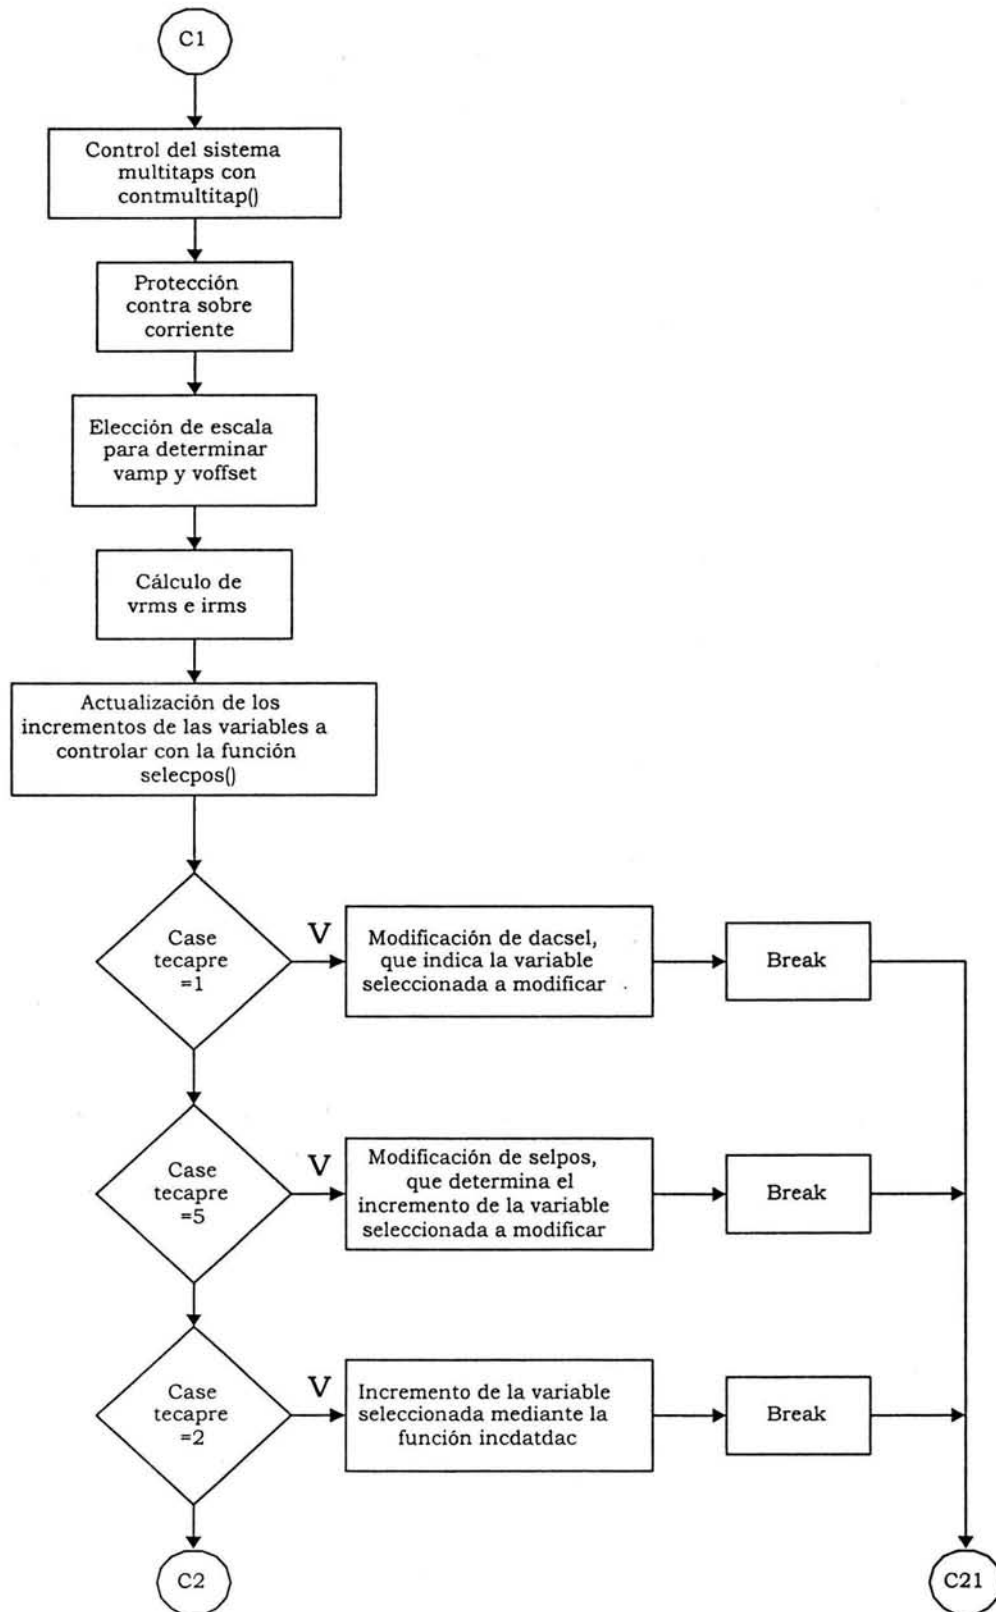 C1
Control del sistema
multitaps con
contmultitap()
Protección
contra sobre
corriente
Elección de escala
para determinar
vamp y voffset
Cálculo de
vrms e irms
Actualización de los
incrementos de las variables a
controlar con la función
selecpos()
Case
tecapre
=1
V
Modificación de dacsel,
que indica la variable
seleccionada a modificar
Break
Case
tecapre
=5
V
Modificación de selpos,
que determina el
incremento de la variable
seleccionada a modificar
Break
Case
tecapre
=2
V
Incremento de la variable
seleccionada mediante la
función incdatdac
Break
C2
C21